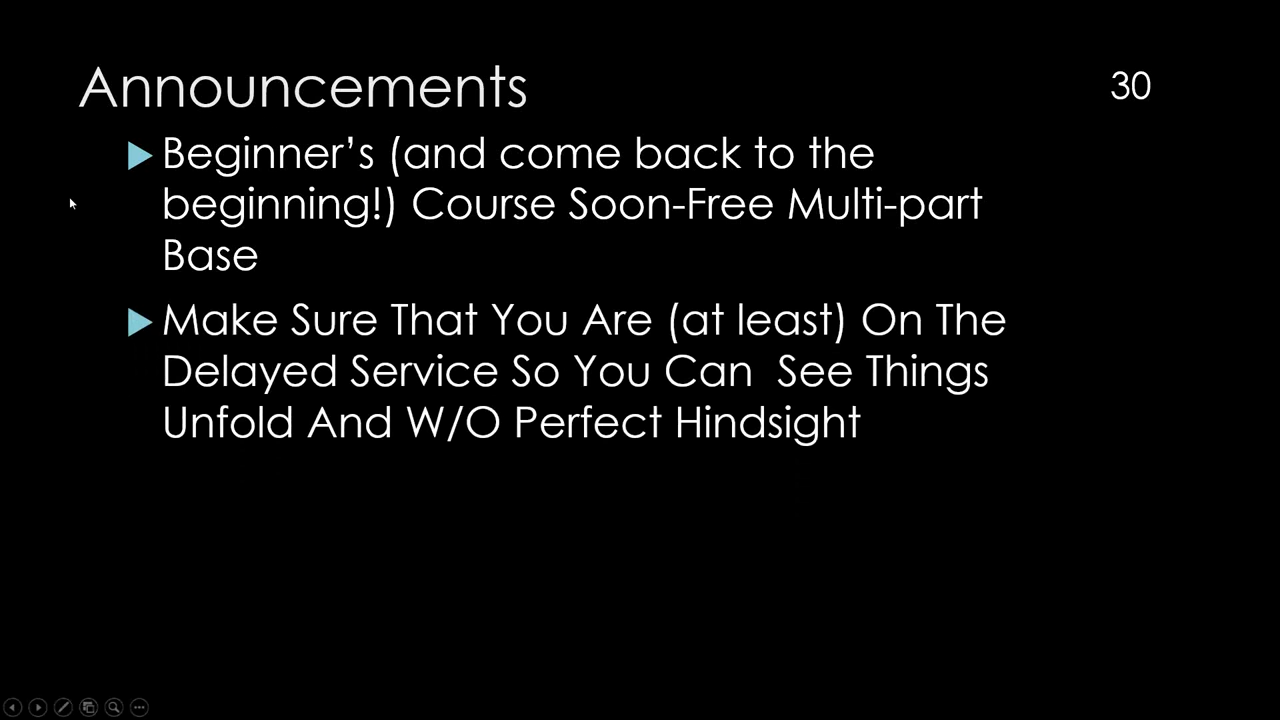 Announcements
30
Beginner’s (and come back to the
beginning!) Course Soon-Free Multi-part
Base
Make Sure That You Are (at least) On The
Delayed Service So You Can  See Things
Unfold And W/O Perfect Hindsight